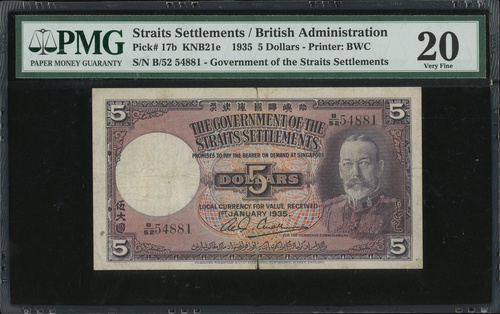 PMG
PAPER MONEY GUARANTY
Straits Settlements / British Administration
Pick# 17b KNB21e 1935 5 Dollars - Printer: BWC
S/N B/52 54881 - Government of the Straits Settlements
20
Very Fine
5
5
B/52 54881
THE GOVERNMENT OF THE
STRAITS SETTLEMENTS
PROMISES TO PAY THE BEARER ON DEMAND AT SINGAPORE
5
DOLLARS
LOCAL CURRENCY FOR VALUE RECEIVED
1ST JANUARY 1935.
伍大圓
B/52 54881
5
5